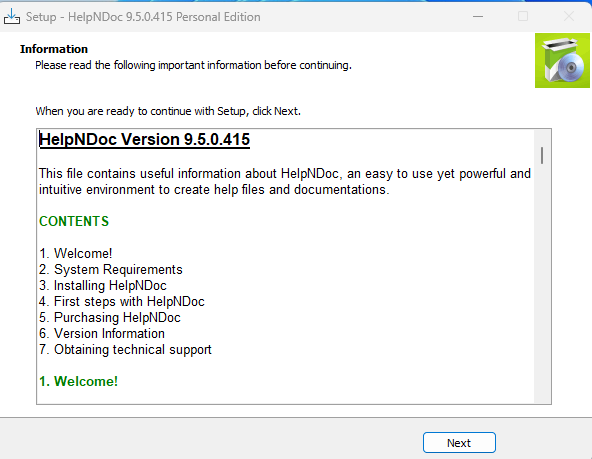 Setup - HelpNDoc 9.5.0.415 Personal Edition
Information
Please read the following important information before continuing.
When you are ready to continue with Setup, click Next.
HelpNDoc Version 9.5.0.415
This file contains useful information about HelpNDoc, an easy to use yet powerful and
intuitive environment to create help files and documentations.
CONTENTS
1. Welcome!
2. System Requirements
3. Installing HelpNDoc
4. First steps with HelpNDoc
5. Purchasing HelpNDoc
6. Version Information
7. Obtaining technical support
1. Welcome!
Next